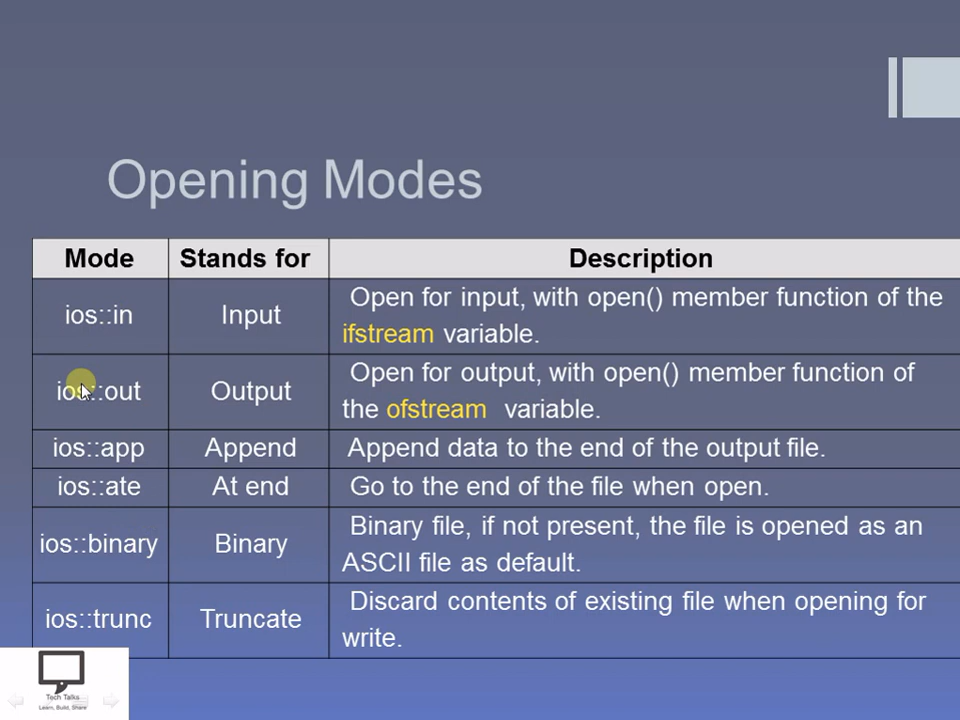 Opening Modes
Mode Stands for Description
ios::in Input Open for input, with open() member function of the
ifstream variable.
ios::out Output Open for output, with open() member function of
the ofstream variable.
ios::app Append Append data to the end of the output file.
ios::ate At end Go to the end of the file when open.
ios::binary Binary Binary file, if not present, the file is opened as an
ASCII file as default.
ios::trunc Truncate Discard contents of existing file when opening for
write.
Tech Talks
Learn, Build, Share